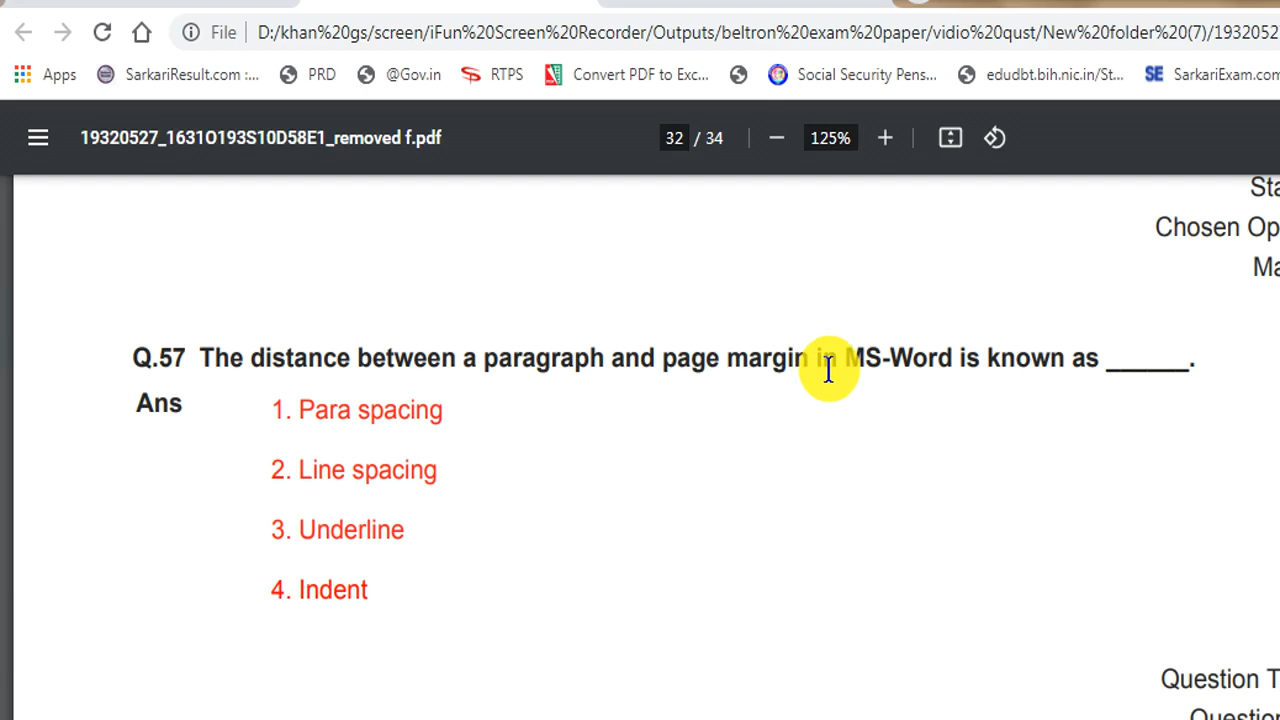 File D:/khan%20gs/screen/iFun%20Screen%20Recorder/Outputs/beltron%20exam%20paper/vidio%20qust/New%20folder%20(7)/1932052
Apps SarkariResult.com :... PRD @Gov.in RTPS Convert PDF to Exc... Social Security Pens... edudbt.bih.nic.in/St... SE SarkariExam.com
19320527_1631O193S10D58E1_removed f.pdf 32 / 34 125%
Sta
Chosen Op
Ma
Q.57 The distance between a paragraph and page margin in MS-Word is known as ______.
Ans 1. Para spacing
2. Line spacing
3. Underline
4. Indent
Question T
Question